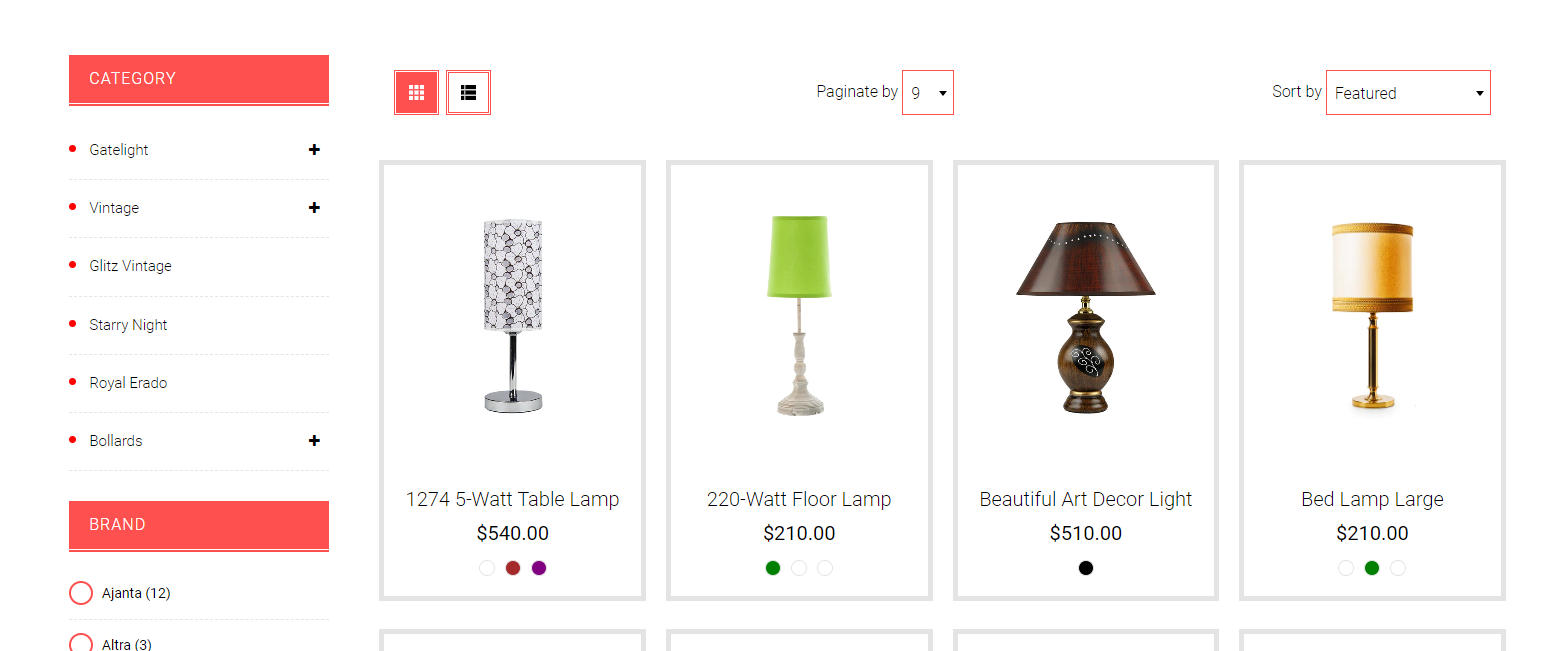 CATEGORY
Gatelight
Vintage
Glitz Vintage
Starry Night
Royal Erado
Bollards
BRAND
Ajanta (12)
Altra (3)
Paginate by 9
Sort by Featured
1274 5-Watt Table Lamp
$540.00
220-Watt Floor Lamp
$210.00
Beautiful Art Decor Light
$510.00
Bed Lamp Large
$210.00